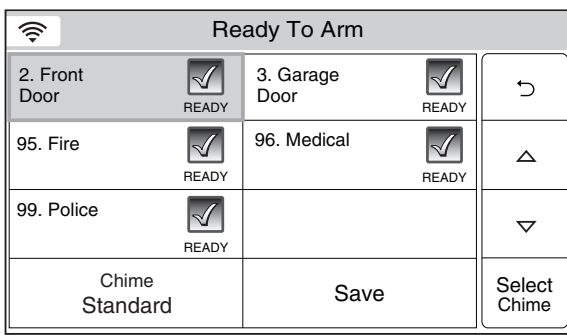 Ready To Arm
2. Front
Door
READY
3. Garage
Door
READY
95. Fire
READY
96. Medical
READY
99. Police
READY
Chime
Standard
Save
Select
Chime